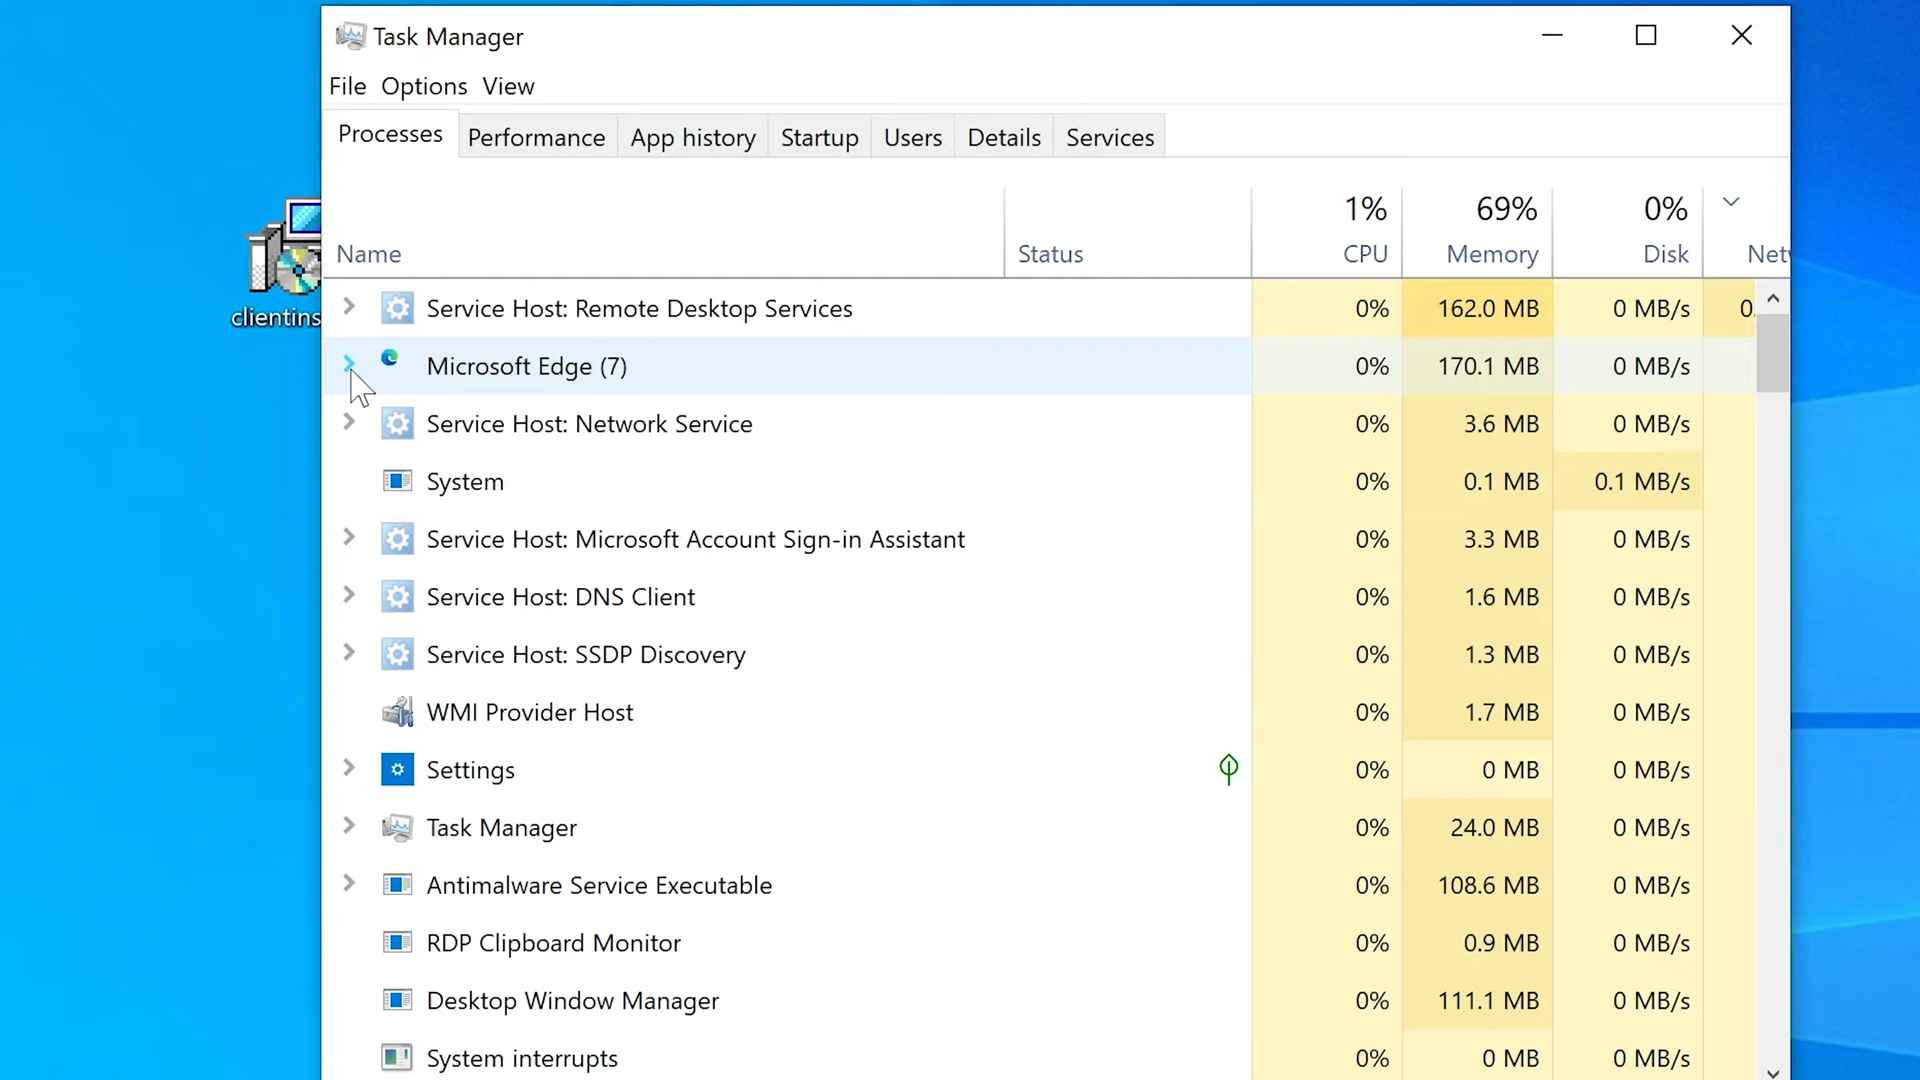 Task Manager
File Options View
Processes Performance App history Startup Users Details Services
1% 69% 0%
Name Status CPU Memory Disk Net
Service Host: Remote Desktop Services 0% 162.0 MB 0 MB/s 0.
Microsoft Edge (7) 0% 170.1 MB 0 MB/s
Service Host: Network Service 0% 3.6 MB 0 MB/s
System 0% 0.1 MB 0.1 MB/s
Service Host: Microsoft Account Sign-in Assistant 0% 3.3 MB 0 MB/s
Service Host: DNS Client 0% 1.6 MB 0 MB/s
Service Host: SSDP Discovery 0% 1.3 MB 0 MB/s
WMI Provider Host 0% 1.7 MB 0 MB/s
Settings 0% 0 MB 0 MB/s
Task Manager 0% 24.0 MB 0 MB/s
Antimalware Service Executable 0% 108.6 MB 0 MB/s
RDP Clipboard Monitor 0% 0.9 MB 0 MB/s
Desktop Window Manager 0% 111.1 MB 0 MB/s
System interrupts 0% 0 MB 0 MB/s
clientins